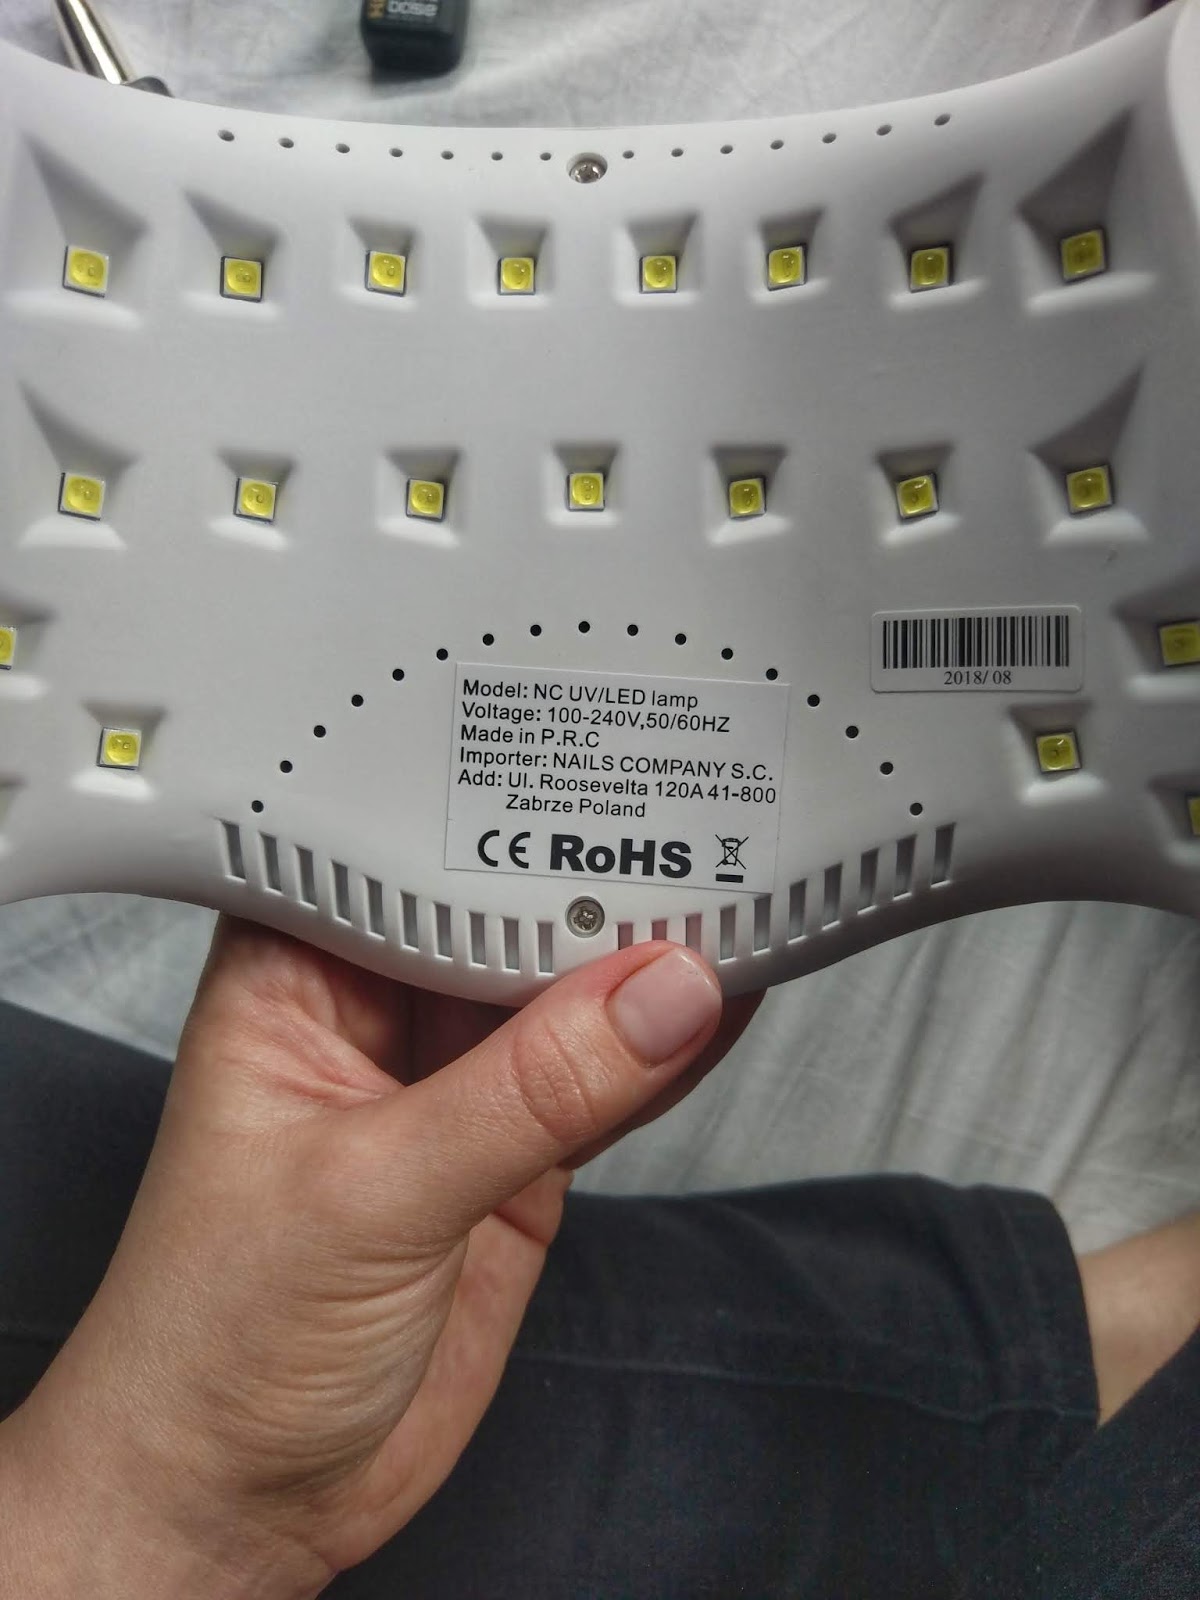 DOSE
2018/08
Model: NC UV/LED lamp
Voltage: 100-240V,50/60HZ
Made in P.R.C
Importer: NAILS COMPANY S.C.
Add: Ul. Roosevelta 120A 41-800
Zabrze Poland
CE RoHS